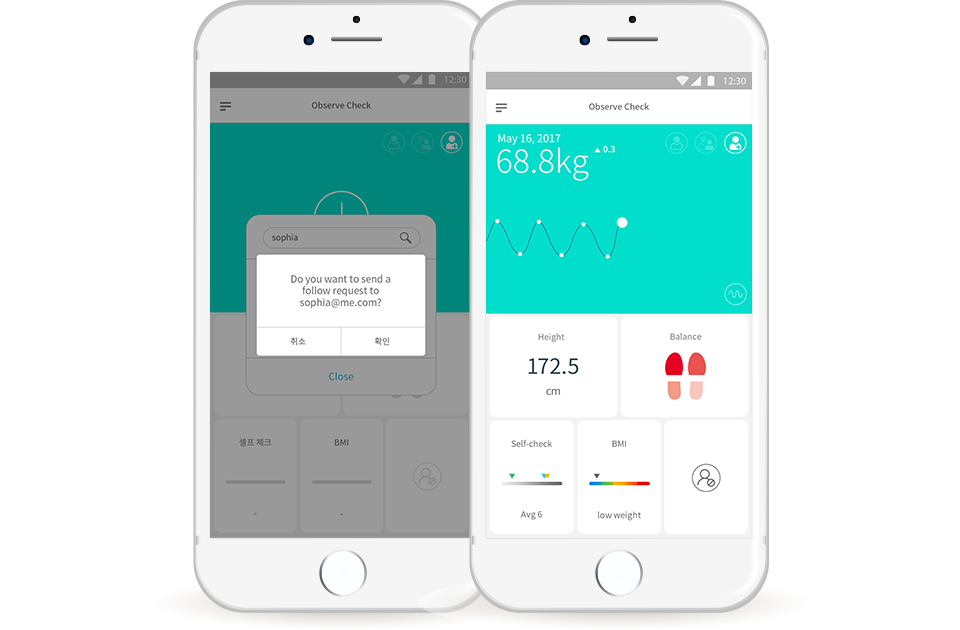 12:30
Observe Check
sophia
Do you want to send a
follow request to
sophia@me.com?
취소
확인
Close
셀프 체크
-
BMI
-
12:30
Observe Check
May 16, 2017
68.8kg ▲ 0.3
Height
172.5
cm
Balance
Self-check
Avg 6
BMI
low weight